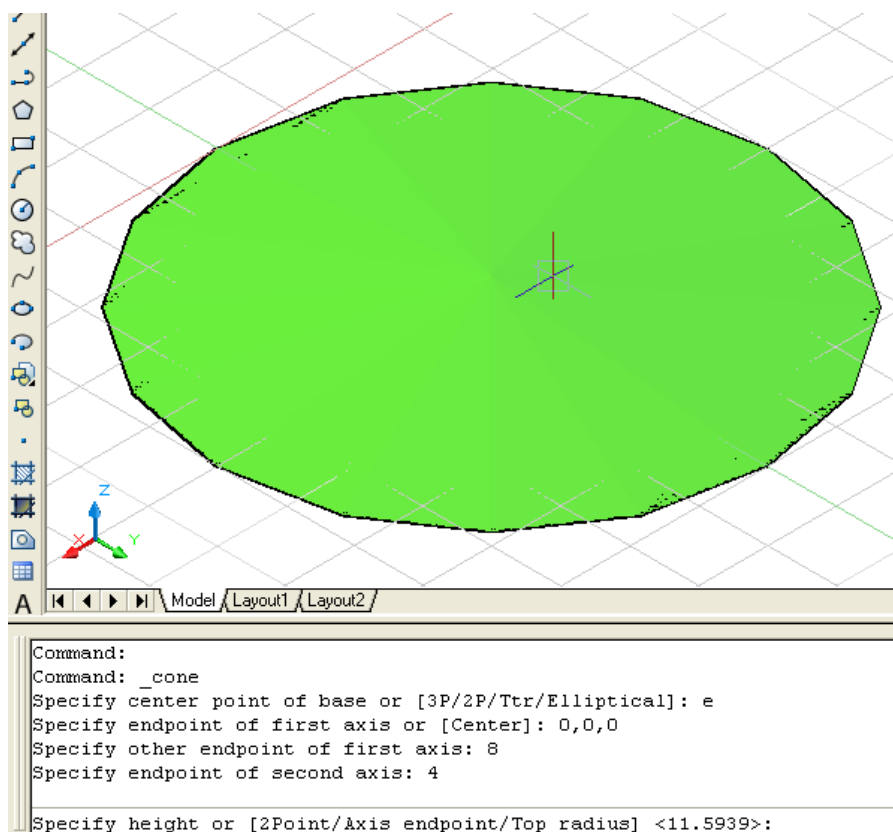 A
Z
X
Y
Model Layout1 Layout2
Command:
Command: _cone
Specify center point of base or [3P/2P/Ttr/Elliptical]: e
Specify endpoint of first axis or [Center]: 0,0,0
Specify other endpoint of first axis: 8
Specify endpoint of second axis: 4
Specify height or [2Point/Axis endpoint/Top radius] <11.5939>: